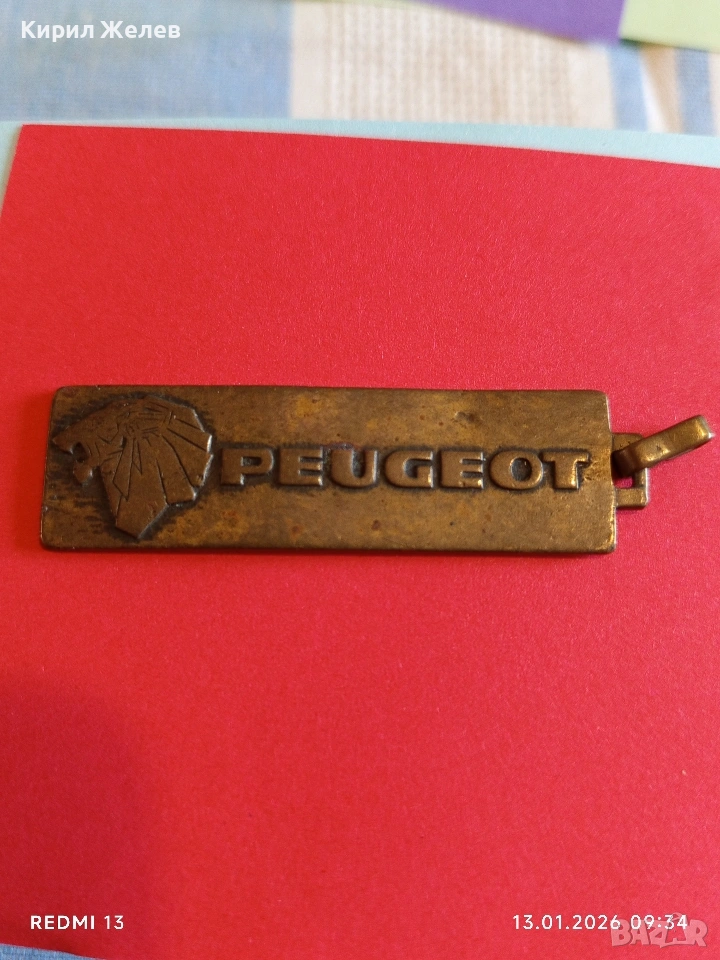 Кирил Желев
PEUGEOT
REDMI 13
13.01.2026 09:34
BAZAR